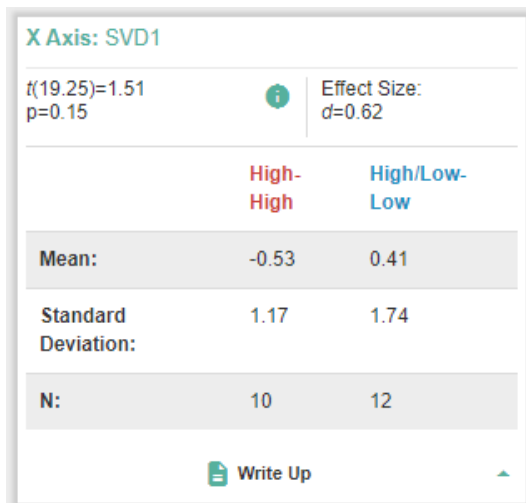 X Axis: SVD1
t(19.25)=1.51
p=0.15
Effect Size:
d=0.62
High-
High
High/Low-
Low
Mean: -0.53 0.41
Standard
Deviation: 1.17 1.74
N: 10 12
Write Up